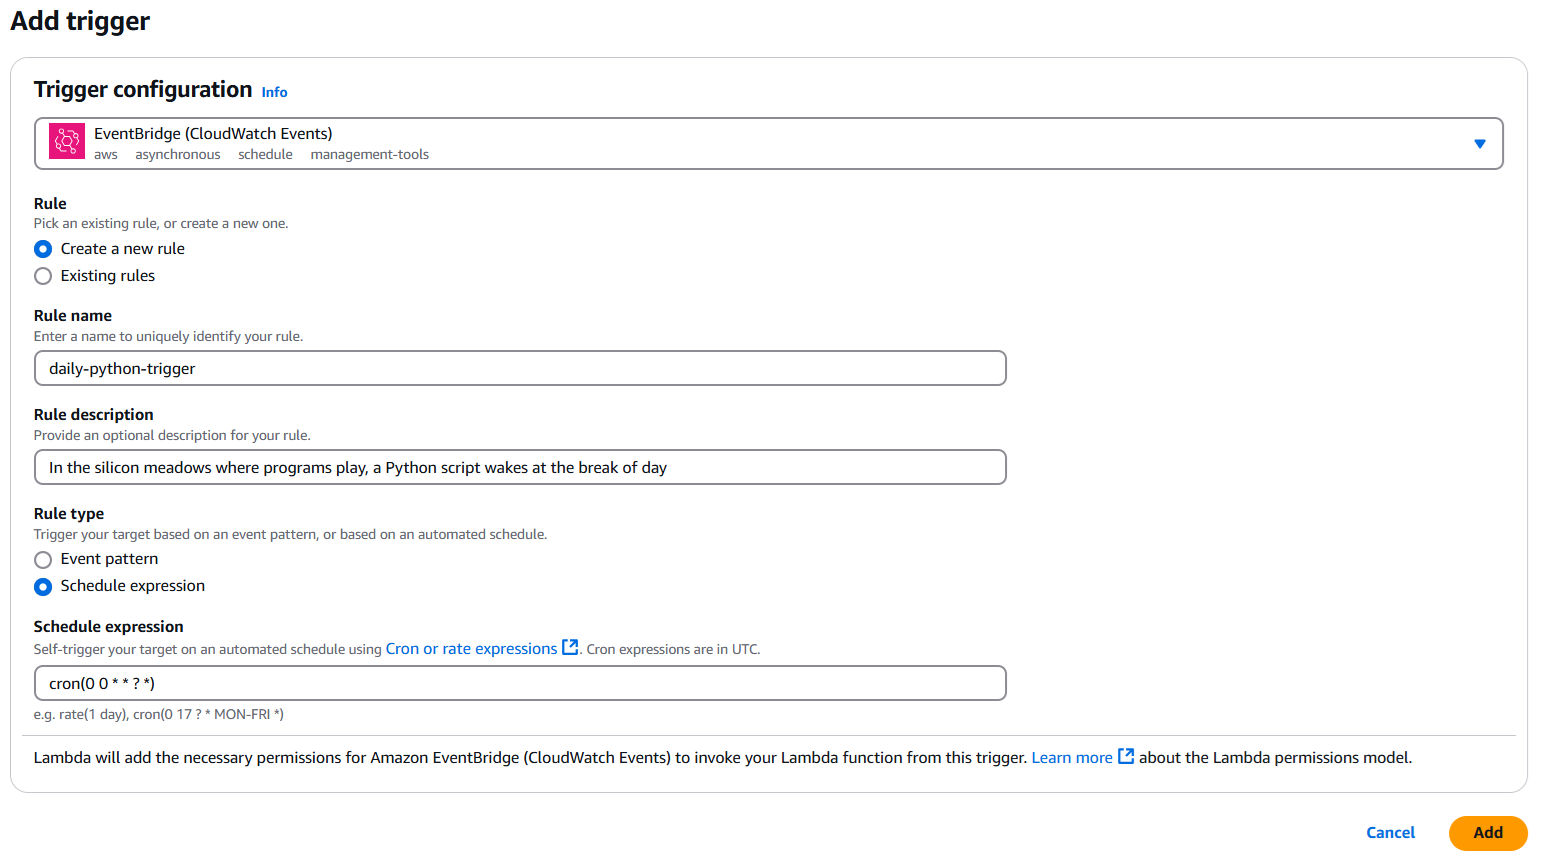 Add trigger
Trigger configuration Info
EventBridge (CloudWatch Events)
aws asynchronous schedule management-tools
Rule
Pick an existing rule, or create a new one.
Create a new rule
Existing rules
Rule name
Enter a name to uniquely identify your rule.
daily-python-trigger
Rule description
Provide an optional description for your rule.
In the silicon meadows where programs play, a Python script wakes at the break of day
Rule type
Trigger your target based on an event pattern, or based on an automated schedule.
Event pattern
Schedule expression
Schedule expression
Self-trigger your target on an automated schedule using Cron or rate expressions. Cron expressions are in UTC.
cron(0 0 * * ? *)
e.g. rate(1 day), cron(0 17 ? * MON-FRI *)
Lambda will add the necessary permissions for Amazon EventBridge (CloudWatch Events) to invoke your Lambda function from this trigger. Learn more about the Lambda permissions model.
Cancel Add